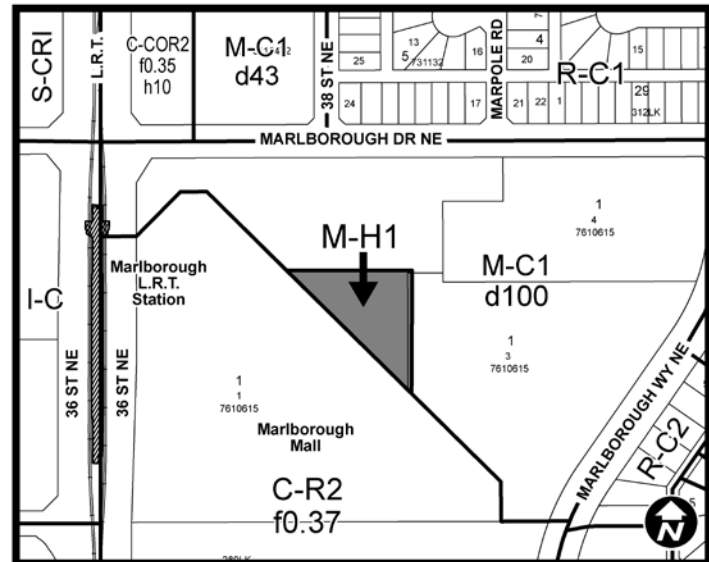 S-CRI
L.R.T.
C-COR2
f0.35
h10
M-C1
d43
38 ST NE
25
24
13
5
731132
16
17
MARPOLE RD
7
4
20
21
22
1
R-C1
15
29
312LK
MARLBOROUGH DR NE
M-H1
1
4
7610615
Marlborough
L.R.T.
Station
M-C1
d100
I-C
36 ST NE
36 ST NE
1
3
7610615
1
1
7610615
Marlborough
Mall
MARLBOROUGH WY NE
R-C2
C-R2
f0.37
5
N